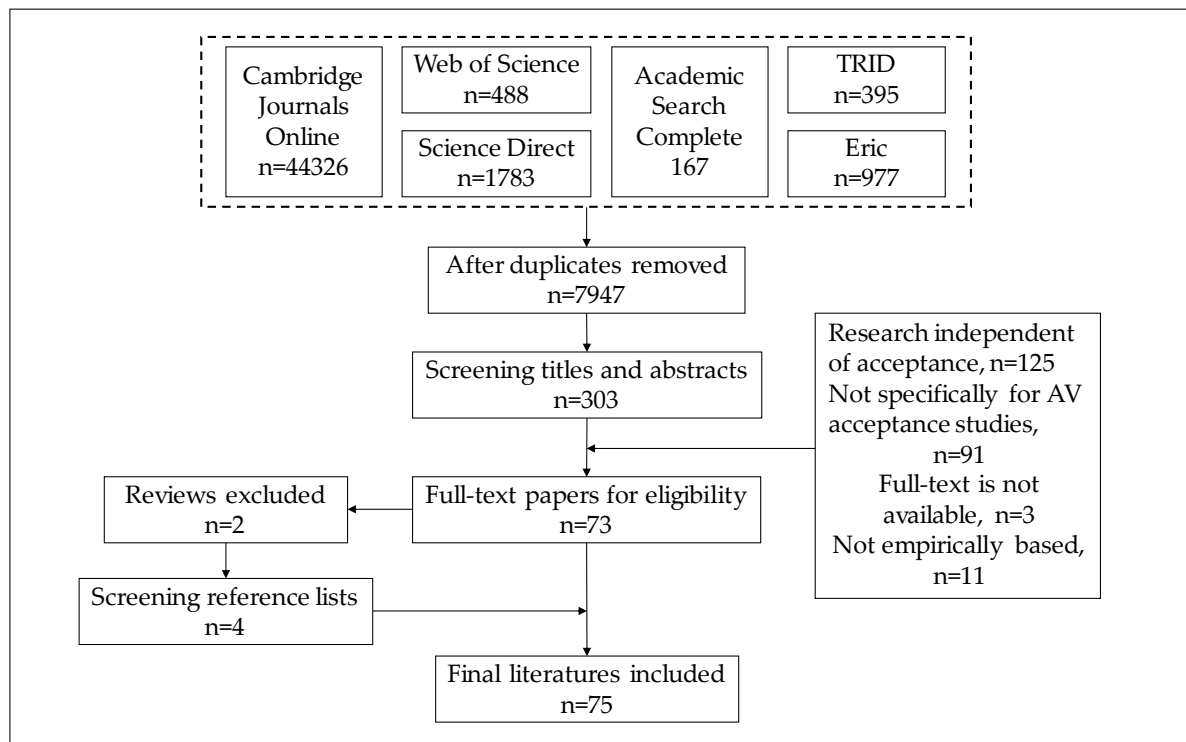 Cambridge
Journals
Online
n=44326
Web of Science
n=488
Science Direct
n=1783
Academic
Search
Complete
167
TRID
n=395
Eric
n=977
After duplicates removed
n=7947
Screening titles and abstracts
n=303
Research independent
of acceptance, n=125
Not specifically for AV
acceptance studies,
n=91
Full-text is not
available, n=3
Not empirically based,
n=11
Full-text papers for eligibility
n=73
Reviews excluded
n=2
Screening reference lists
n=4
Final literatures included
n=75